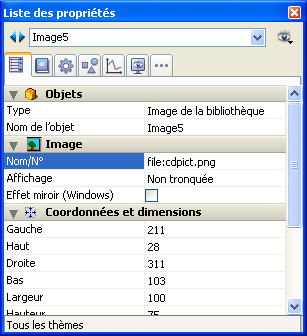 Liste des propriétés
Image5
Objets
Type Image de la bibliothèque
Nom de l'objet Image5
Image
Nom/N° file:cdpict.png
Affichage Non tronquée
Effet miroir (Windows)
Coordonnées et dimensions
Gauche 211
Haut 28
Droite 311
Bas 103
Largeur 100
Hauteur 75
Tous les thèmes